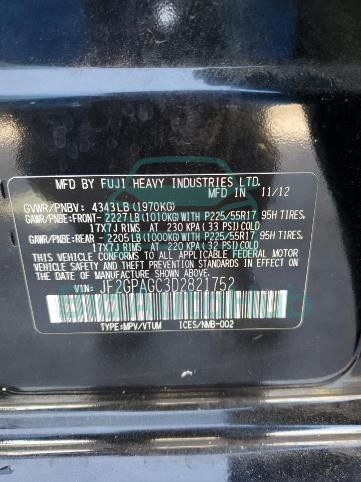 MFD BY FUJI HEAVY INDUSTRIES LTD.
MFD IN 11/12
GVWR/PNBV: 4343LB(1970KG)
GAWR/PNBE:FRONT- 2227LB(1010KG) WITH P225/55R17 95H TIRES,
17X7J RIMS AT 230 KPA (33 PSI) COLD
GAWR/PNBE:REAR - 2205LB(1000KG) WITH P225/55R17 95H TIRES,
17X7J RIMS AT 220 KPA (32 PSI) COLD
THIS VEHICLE CONFORMS TO ALL APPLICABLE FEDERAL MOTOR
VEHICLE SAFETY AND THEFT PREVENTION STANDARDS IN EFFECT ON
THE DATE OF MANUFACTURE SHOWN ABOVE.
VIN: JF2GPAGC3D2821752
TYPE:MPV/VTUM ICES/NMB-002